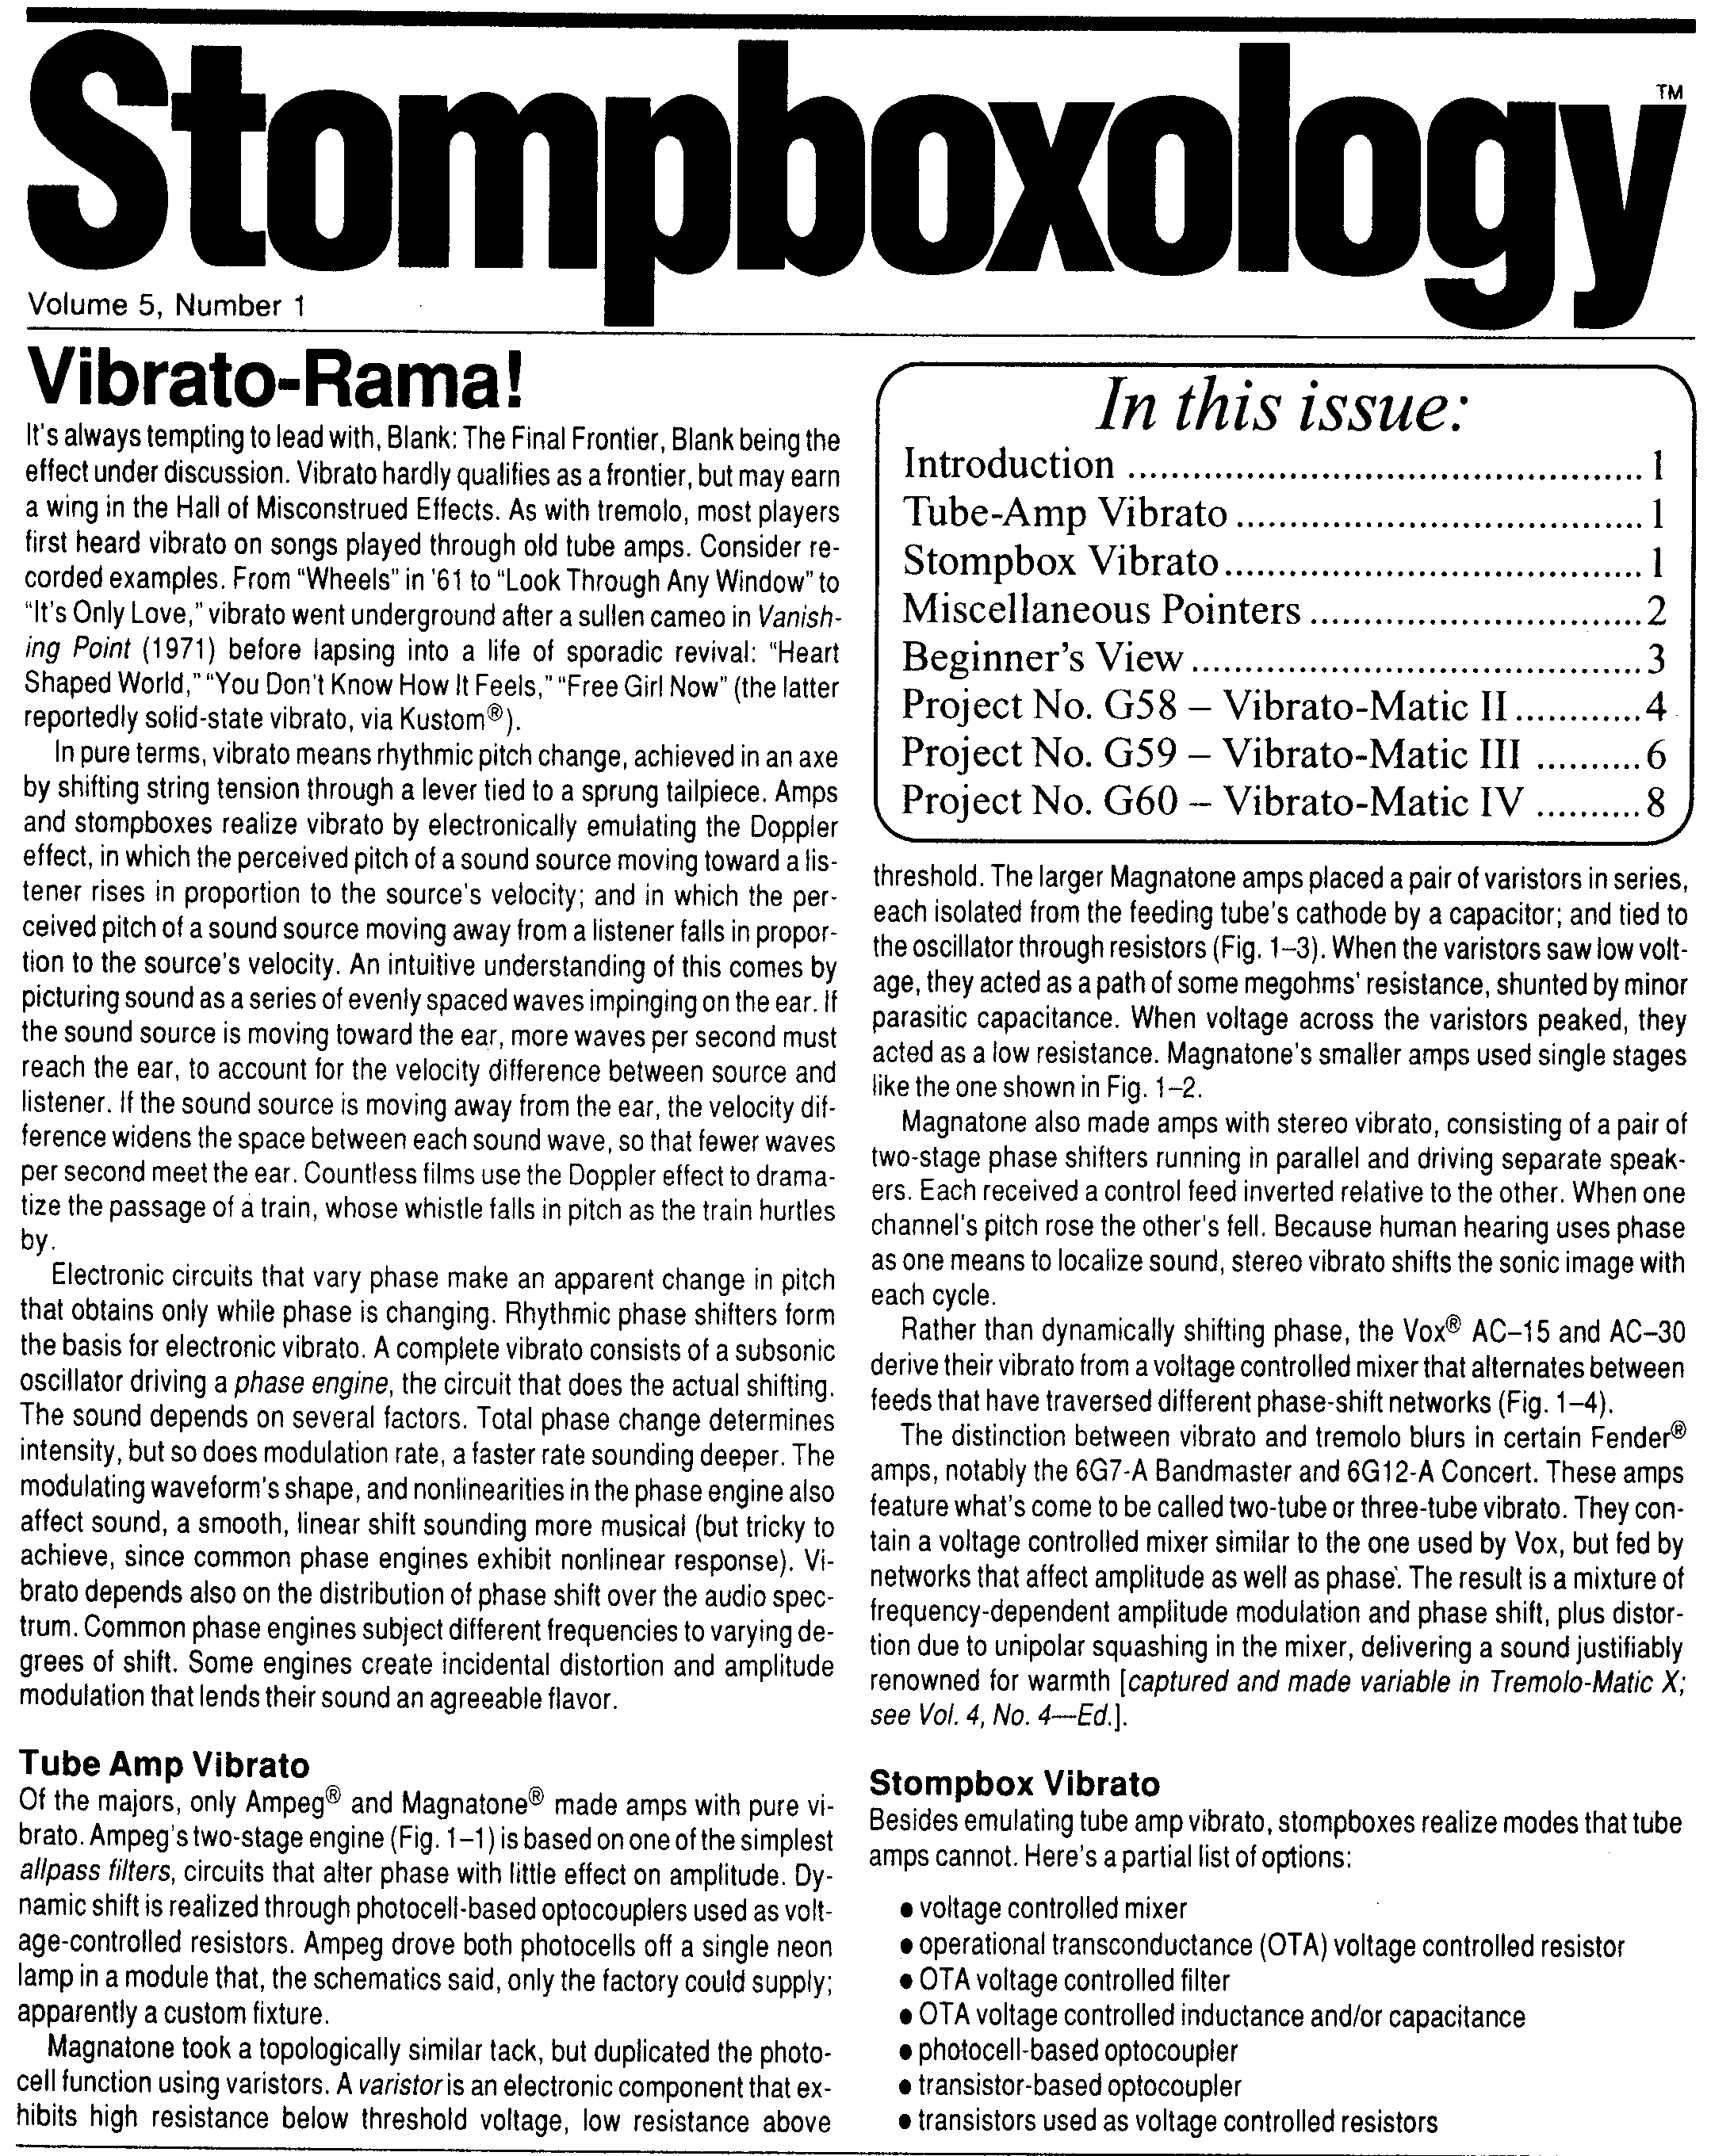 Stompboxology™
Volume 5, Number 1
Vibrato-Rama!
It's always tempting to lead with, Blank: The Final Frontier, Blank being the
effect under discussion. Vibrato hardly qualifies as a frontier, but may earn
a wing in the Hall of Misconstrued Effects. As with tremolo, most players
first heard vibrato on songs played through old tube amps. Consider re-
corded examples. From “Wheels” in '61 to “Look Through Any Window” to
“It's Only Love,” vibrato went underground after a sullen cameo in Vanish-
ing Point (1971) before lapsing into a life of sporadic revival: “Heart
Shaped World,” “You Don't Know How It Feels,” “Free Girl Now” (the latter
reportedly solid-state vibrato, via Kustom®).
In pure terms, vibrato means rhythmic pitch change, achieved in an axe
by shifting string tension through a lever tied to a sprung tailpiece. Amps
and stompboxes realize vibrato by electronically emulating the Doppler
effect, in which the perceived pitch of a sound source moving toward a lis-
tener rises in proportion to the source's velocity; and in which the per-
ceived pitch of a sound source moving away from a listener falls in propor-
tion to the source's velocity. An intuitive understanding of this comes by
picturing sound as a series of evenly spaced waves impinging on the ear. If
the sound source is moving toward the ear, more waves per second must
reach the ear, to account for the velocity difference between source and
listener. If the sound source is moving away from the ear, the velocity dif-
ference widens the space between each sound wave, so that fewer waves
per second meet the ear. Countless films use the Doppler effect to drama-
tize the passage of a train, whose whistle falls in pitch as the train hurtles
by.
Electronic circuits that vary phase make an apparent change in pitch
that obtains only while phase is changing. Rhythmic phase shifters form
the basis for electronic vibrato. A complete vibrato consists of a subsonic
oscillator driving a phase engine, the circuit that does the actual shifting.
The sound depends on several factors. Total phase change determines
intensity, but so does modulation rate, a faster rate sounding deeper. The
modulating waveform's shape, and nonlinearities in the phase engine also
affect sound, a smooth, linear shift sounding more musical (but tricky to
achieve, since common phase engines exhibit nonlinear response). Vi-
brato depends also on the distribution of phase shift over the audio spec-
trum. Common phase engines subject different frequencies to varying de-
grees of shift. Some engines create incidental distortion and amplitude
modulation that lends their sound an agreeable flavor.
Tube Amp Vibrato
Of the majors, only Ampeg® and Magnatone® made amps with pure vi-
brato. Ampeg's two-stage engine (Fig. 1–1) is based on one of the simplest
allpass filters, circuits that alter phase with little effect on amplitude. Dy-
namic shift is realized through photocell-based optocouplers used as volt-
age-controlled resistors. Ampeg drove both photocells off a single neon
lamp in a module that, the schematics said, only the factory could supply;
apparently a custom fixture.
Magnatone took a topologically similar tack, but duplicated the photo-
cell function using varistors. A varistor is an electronic component that ex-
hibits high resistance below threshold voltage, low resistance above
In this issue:
Introduction ................................................ 1
Tube-Amp Vibrato ...................................... 1
Stompbox Vibrato ....................................... 1
Miscellaneous Pointers ............................... 2
Beginner's View .......................................... 3
Project No. G58 – Vibrato-Matic II ............ 4
Project No. G59 – Vibrato-Matic III .......... 6
Project No. G60 – Vibrato-Matic IV .......... 8
threshold. The larger Magnatone amps placed a pair of varistors in series,
each isolated from the feeding tube's cathode by a capacitor; and tied to
the oscillator through resistors (Fig. 1–3). When the varistors saw low volt-
age, they acted as a path of some megohms' resistance, shunted by minor
parasitic capacitance. When voltage across the varistors peaked, they
acted as a low resistance. Magnatone's smaller amps used single stages
like the one shown in Fig. 1–2.
Magnatone also made amps with stereo vibrato, consisting of a pair of
two-stage phase shifters running in parallel and driving separate speak-
ers. Each received a control feed inverted relative to the other. When one
channel's pitch rose the other's fell. Because human hearing uses phase
as one means to localize sound, stereo vibrato shifts the sonic image with
each cycle.
Rather than dynamically shifting phase, the Vox® AC–15 and AC–30
derive their vibrato from a voltage controlled mixer that alternates between
feeds that have traversed different phase-shift networks (Fig. 1–4).
The distinction between vibrato and tremolo blurs in certain Fender®
amps, notably the 6G7-A Bandmaster and 6G12-A Concert. These amps
feature what's come to be called two-tube or three-tube vibrato. They con-
tain a voltage controlled mixer similar to the one used by Vox, but fed by
networks that affect amplitude as well as phase. The result is a mixture of
frequency-dependent amplitude modulation and phase shift, plus distor-
tion due to unipolar squashing in the mixer, delivering a sound justifiably
renowned for warmth [captured and made variable in Tremolo-Matic X;
see Vol. 4, No. 4—Ed.].
Stompbox Vibrato
Besides emulating tube amp vibrato, stompboxes realize modes that tube
amps cannot. Here's a partial list of options:
● voltage controlled mixer
● operational transconductance (OTA) voltage controlled resistor
● OTA voltage controlled filter
● OTA voltage controlled inductance and/or capacitance
● photocell-based optocoupler
● transistor-based optocoupler
● transistors used as voltage controlled resistors